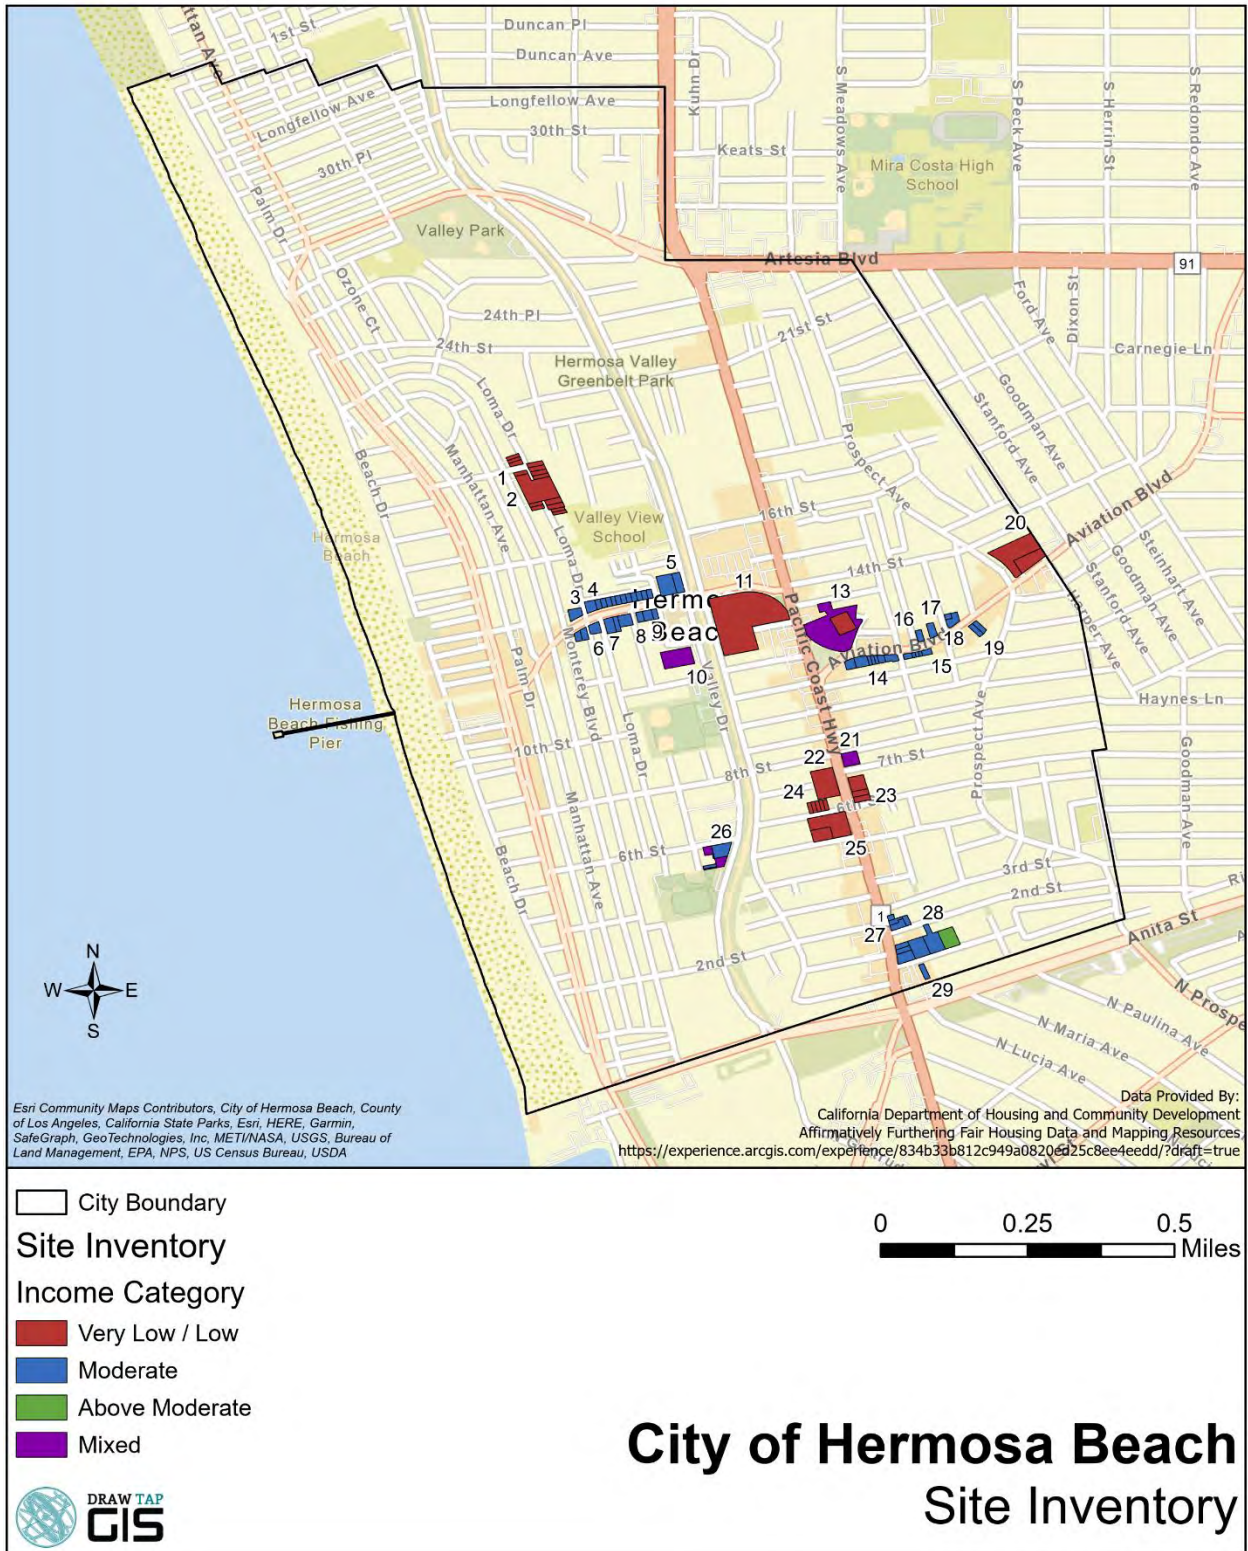 1st St
Duncan Pl
Duncan Ave
Longfellow Ave
Longfellow Ave
30th St
30th Pl
Kuhn Dr
Keats St
S Meadows Ave
S Peck Ave
S Herrin St
S Redondo Ave
Mira Costa High
School
Palm Dr
Valley Park
Artesia Blvd
91
Ozone Ct
24th Pl
24th St
21st St
Ford Ave
Dixon St
Carnegie Ln
Hermosa Valley
Greenbelt Park
Loma Dr
Manhattan Ave
Beach Dr
Prospect Ave
Goodman Ave
Stanford Ave
Aviation Blvd
Steinhart Ave
Goodman Ave
Stanford Ave
Harper Ave
1
2
Valley View
School
16th St
20
Hermosa
Beach
Loma Dr
14th St
5
11
13
3
4
16
17
18
19
6
7
8
9
10
Aviation Blvd
14
15
Pacific Coast Hwy
Valley Dr
Palm Dr
Monterey Blvd
Loma Dr
Hermosa
Beach Fishing
Pier
Haynes Ln
Prospect Ave
Goodman Ave
10th St
8th St
7th St
21
22
23
24
25
6th St
26
Manhattan Ave
Beach Dr
3rd St
2nd St
2nd St
1
27
28
29
Anita St
N Paulina Ave
N Maria Ave
N Lucia Ave
N
W E
S
Esri Community Maps Contributors, City of Hermosa Beach, County
of Los Angeles, California State Parks, Esri, HERE, Garmin,
SafeGraph, GeoTechnologies, Inc, METI/NASA, USGS, Bureau of
Land Management, EPA, NPS, US Census Bureau, USDA
Data Provided By:
California Department of Housing and Community Development
Affirmatively Furthering Fair Housing Data and Mapping Resources
https://experience.arcgis.com/experience/834b33b812c949a0820ed25c8ee4eedd/?draft=true
City Boundary
Site Inventory
Income Category
Very Low / Low
Moderate
Above Moderate
Mixed
0 0.25 0.5
Miles
DRAW TAP
GIS
City of Hermosa Beach
Site Inventory